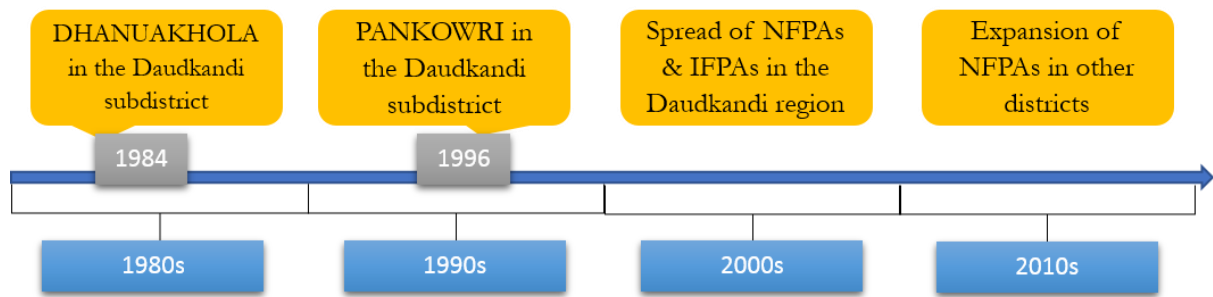 DHANUAKHOLA
in the Daudkandi
subdistrict
PANKOWRI in
the Daudkandi
subdistrict
Spread of NFPAs
& IFPAs in the
Daudkandi region
Expansion of
NFPAs in other
districts
1984
1996
1980s
1990s
2000s
2010s